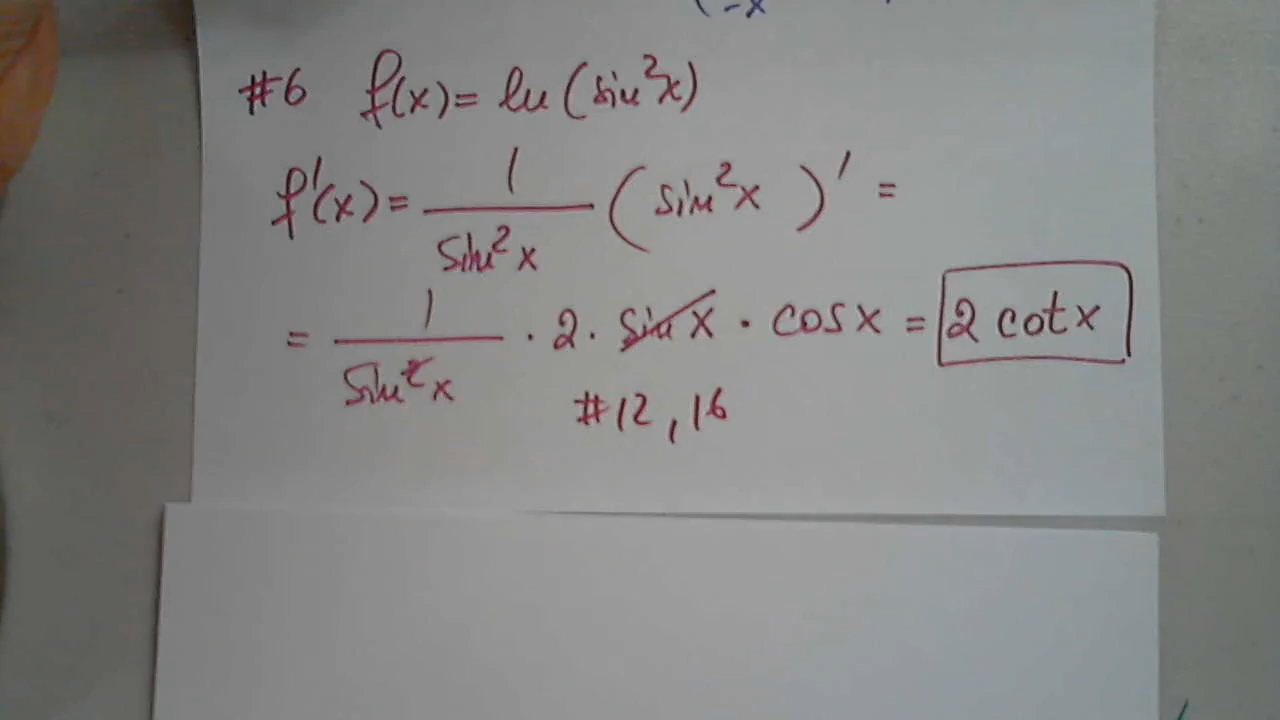 (-x
#6 f(x) = ln (sin²x)
f'(x) = 1/sin²x (sin²x)' =
= 1/sin²x · 2 · sin x · cos x = 2 cot x
#12, 16